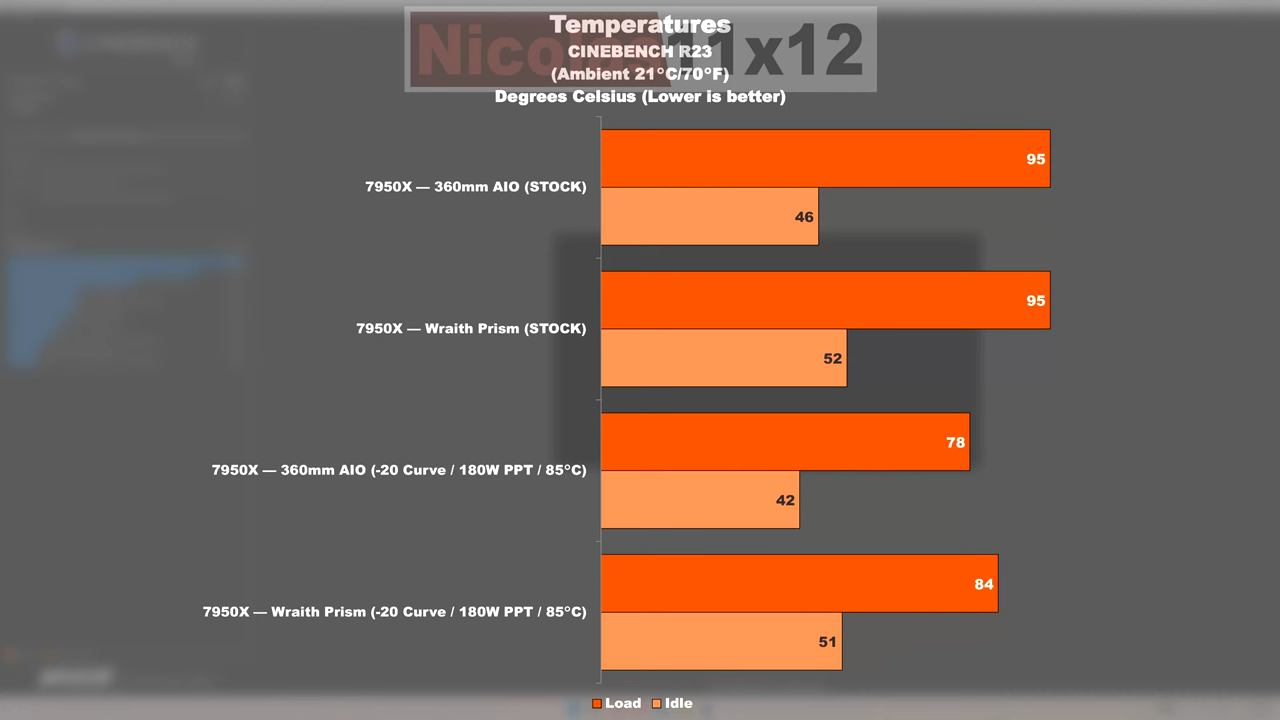 Nicolas11x12
Temperatures
CINEBENCH R23
(Ambient 21°C/70°F)
Degrees Celsius (Lower is better)
7950X — 360mm AIO (STOCK)
95
46
7950X — Wraith Prism (STOCK)
95
52
7950X — 360mm AIO (-20 Curve / 180W PPT / 85°C)
78
42
7950X — Wraith Prism (-20 Curve / 180W PPT / 85°C)
84
51
Load Idle